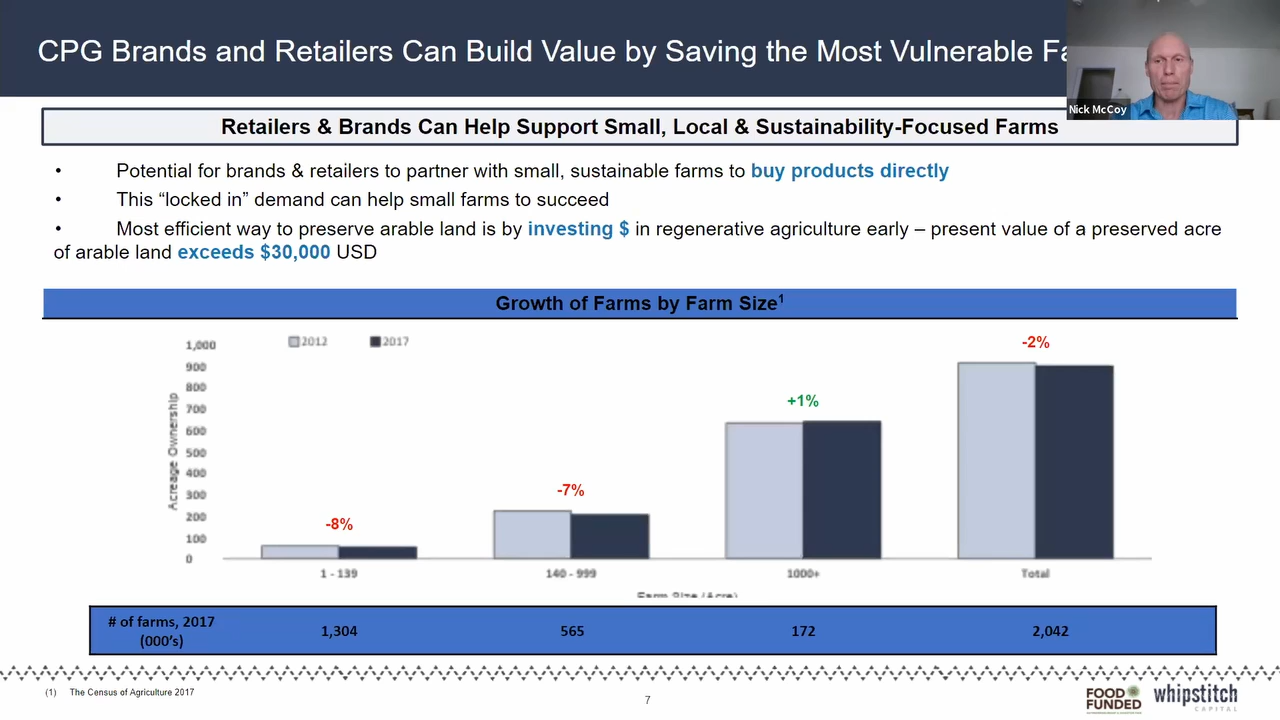 CPG Brands and Retailers Can Build Value by Saving the Most Vulnerable
Nick McCoy
Retailers & Brands Can Help Support Small, Local & Sustainability-Focused Farms
• Potential for brands & retailers to partner with small, sustainable farms to buy products directly
• This “locked in” demand can help small farms to succeed
• Most efficient way to preserve arable land is by investing $ in regenerative agriculture early – present value of a preserved acre
of arable land exceeds $30,000 USD
Growth of Farms by Farm Size1
2012 2017
Acreage Ownership
1,000
900
800
700
600
500
400
300
200
100
0
-8%
-7%
+1%
-2%
1 - 139 140 - 999 1000+ Total
Farm Size (Acre)
# of farms, 2017
(000’s)
1,304 565 172 2,042
(1) The Census of Agriculture 2017
7
FOOD
FUNDED
whipstitch
CAPITAL